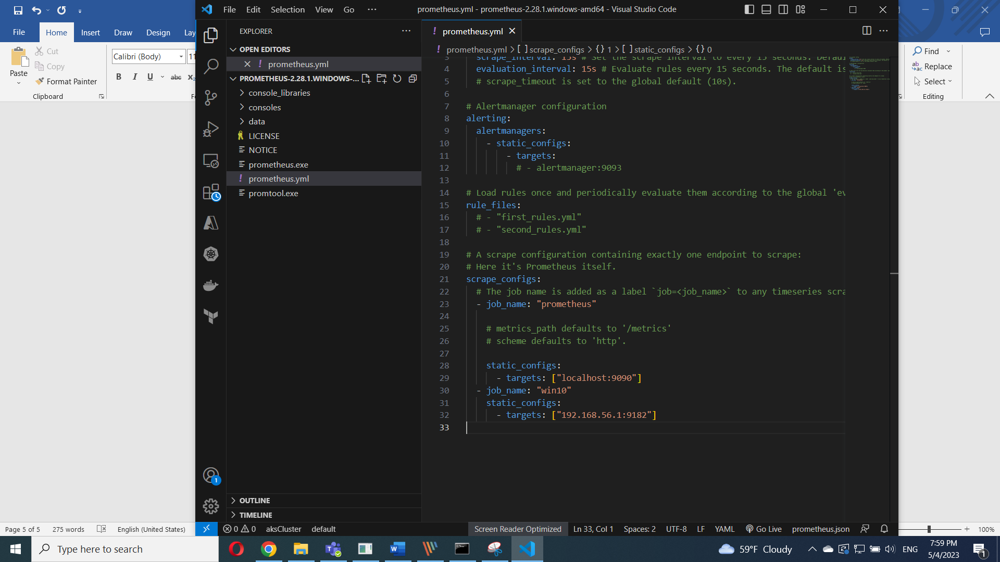 File Edit Selection View Go ···
prometheus.yml - prometheus-2.28.1.windows-amd64 - Visual Studio Code
File Home Insert Draw Design Lay
Cut
Copy
Format Painter
Paste
Clipboard
Calibri (Body) 11
B I U abc x₂
Find
Replace
Select
Editing
EXPLORER
OPEN EDITORS
! prometheus.yml
PROMETHEUS-2.28.1.WINDOWS-...
console_libraries
consoles
data
LICENSE
NOTICE
prometheus.exe
! prometheus.yml
promtool.exe
OUTLINE
TIMELINE
! prometheus.yml
! prometheus.yml > [ ] scrape_configs > {} 1 > [ ] static_configs > {} 0
3 scrape_interval: 15s # Set the scrape interval to every 15 seconds. Defaul
4 evaluation_interval: 15s # Evaluate rules every 15 seconds. The default is
5 # scrape_timeout is set to the global default (10s).
6
7 # Alertmanager configuration
8 alerting:
9 alertmanagers:
10 - static_configs:
11 - targets:
12 # - alertmanager:9093
13
14 # Load rules once and periodically evaluate them according to the global 'ev
15 rule_files:
16 # - "first_rules.yml"
17 # - "second_rules.yml"
18
19 # A scrape configuration containing exactly one endpoint to scrape:
20 # Here it's Prometheus itself.
21 scrape_configs:
22 # The job name is added as a label `job=<job_name>` to any timeseries scra
23 - job_name: "prometheus"
24
25 # metrics_path defaults to '/metrics'
26 # scheme defaults to 'http'.
27
28 static_configs:
29 - targets: ["localhost:9090"]
30 - job_name: "win10"
31 static_configs:
32 - targets: ["192.168.56.1:9182"]
33
Page 5 of 5 275 words English (United States)
0 0 aksCluster default
Screen Reader Optimized Ln 33, Col 1 Spaces: 2 UTF-8 LF YAML Go Live prometheus.json
100%
Type here to search
59°F Cloudy
ENG
7:59 PM
5/4/2023
1